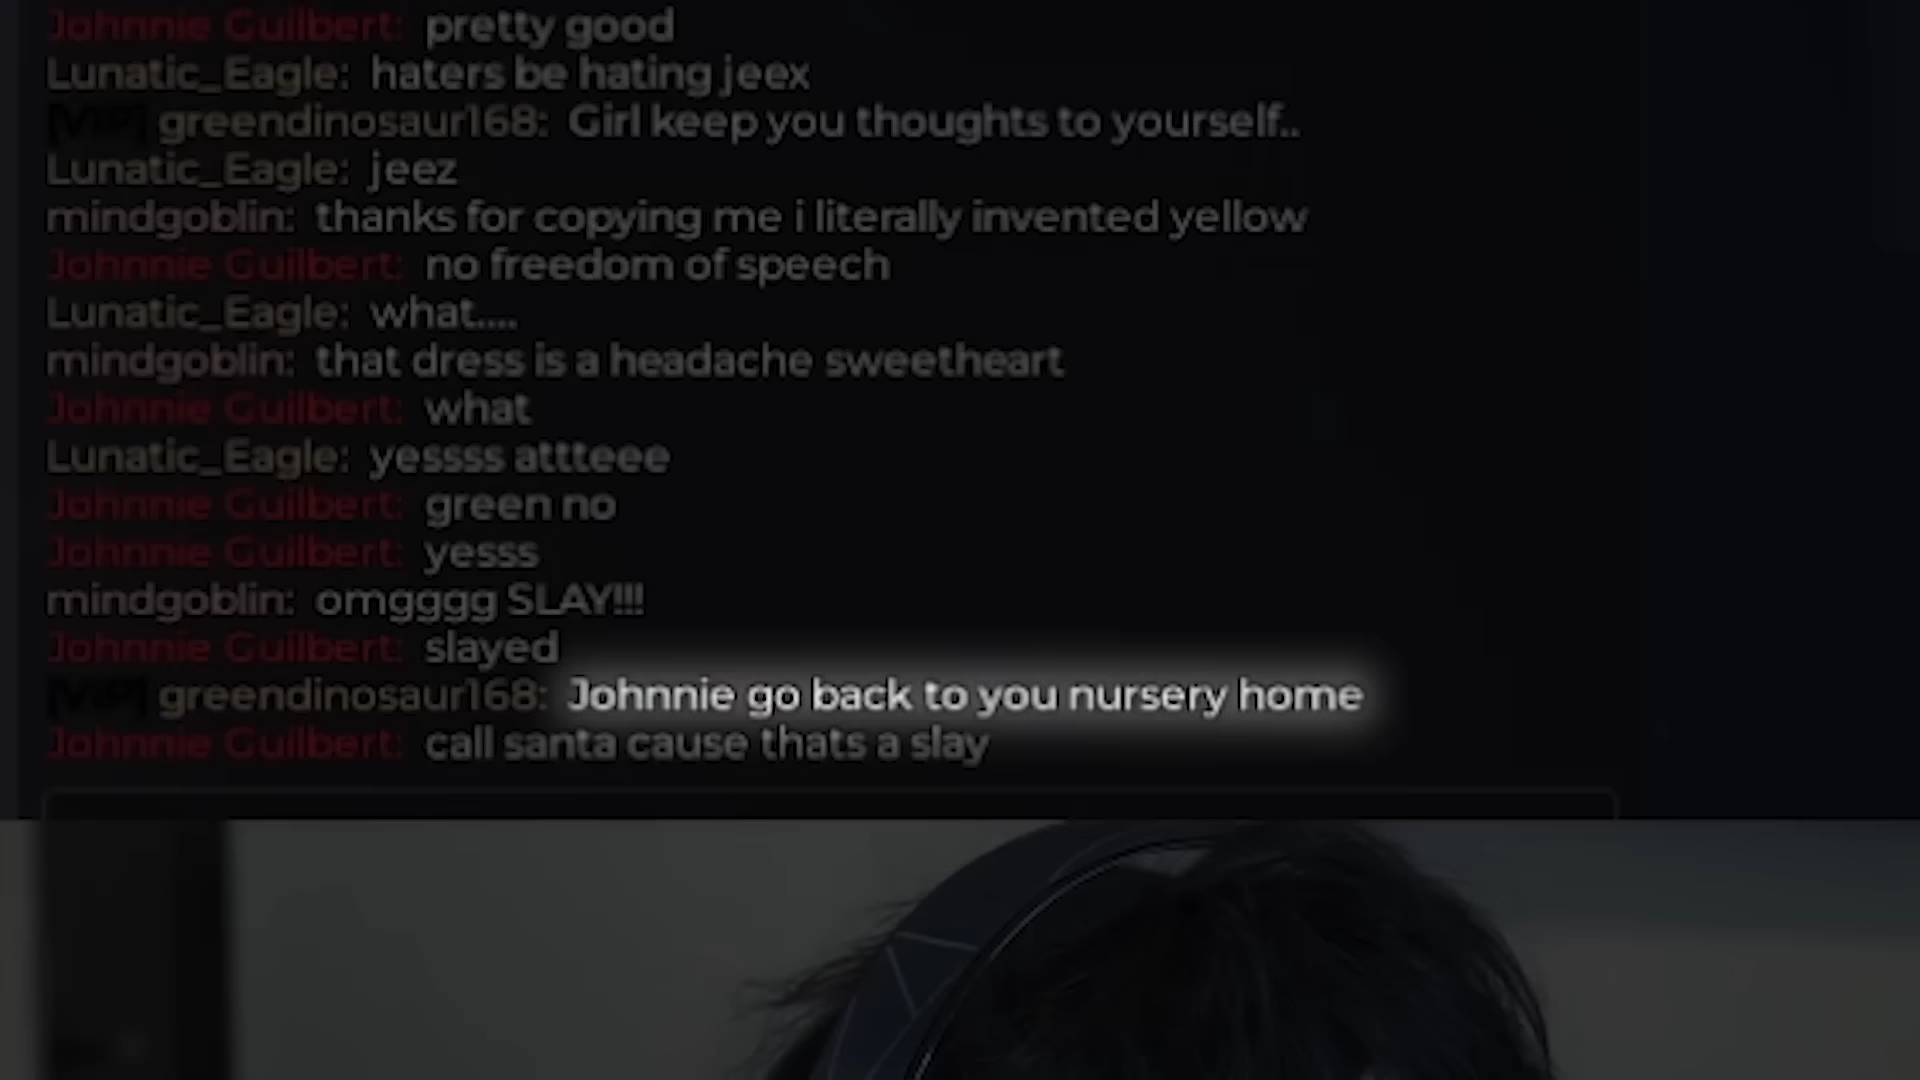 Johnnie Guilbert: pretty good
Lunatic_Eagle: haters be hating jeex
[VIP] greendinosaur168: Girl keep you thoughts to yourself..
Lunatic_Eagle: jeez
mindgoblin: thanks for copying me i literally invented yellow
Johnnie Guilbert: no freedom of speech
Lunatic_Eagle: what....
mindgoblin: that dress is a headache sweetheart
Johnnie Guilbert: what
Lunatic_Eagle: yessss attteee
Johnnie Guilbert: green no
Johnnie Guilbert: yesss
mindgoblin: omgggg SLAY!!!
Johnnie Guilbert: slayed
[VIP] greendinosaur168: Johnnie go back to you nursery home
Johnnie Guilbert: call santa cause thats a slay